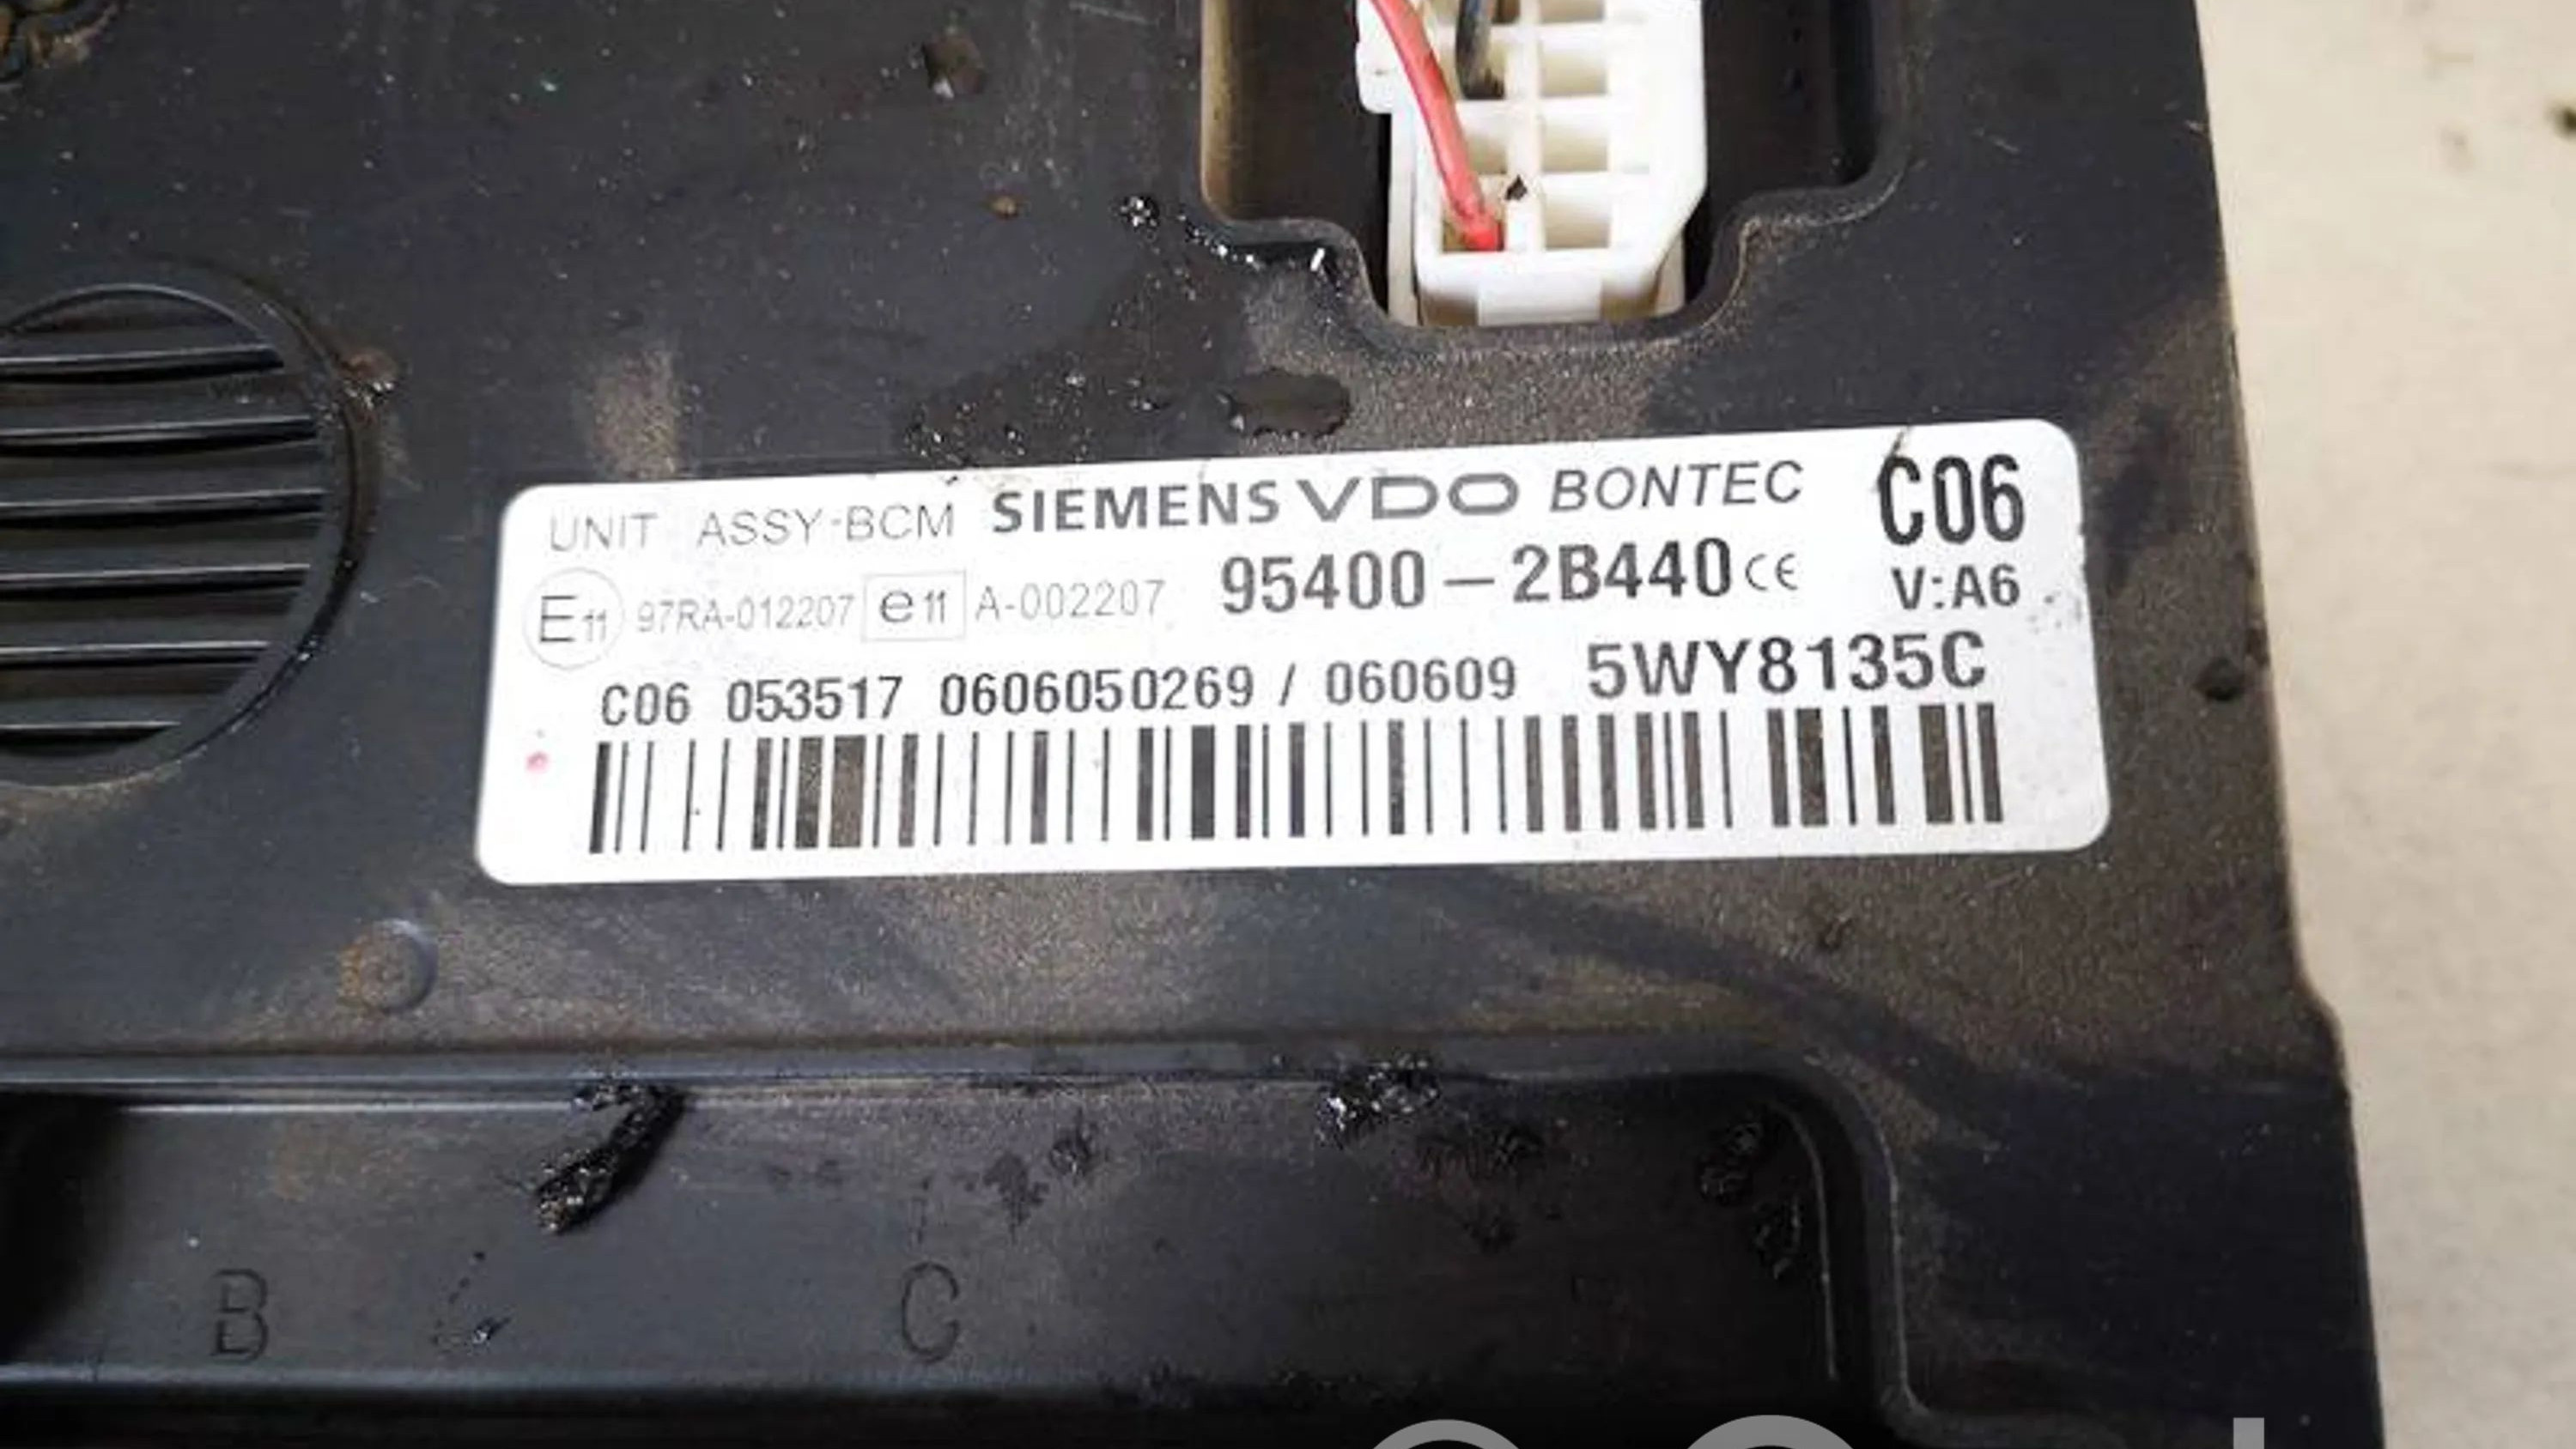 UNIT ASSY-BCM SIEMENS VDO BONTEC C06
E11 97RA-012207 e11 A-002207 95400-2B440 CE V:A6
C06 053517 0606050269 / 060609 5WY8135C
B C